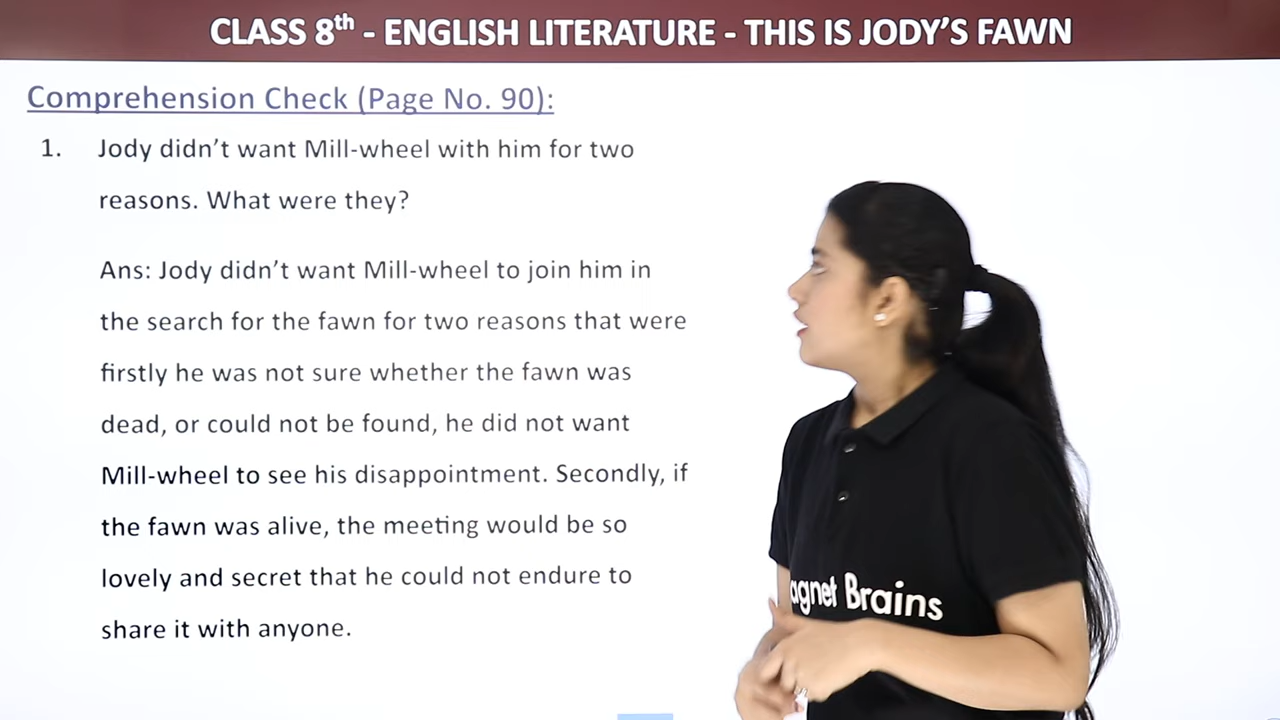 CLASS 8th - ENGLISH LITERATURE - THIS IS JODY'S FAWN
Comprehension Check (Page No. 90):
1. Jody didn't want Mill-wheel with him for two
reasons. What were they?
Ans: Jody didn't want Mill-wheel to join him in
the search for the fawn for two reasons that were
firstly he was not sure whether the fawn was
dead, or could not be found, he did not want
Mill-wheel to see his disappointment. Secondly, if
the fawn was alive, the meeting would be so
lovely and secret that he could not endure to
share it with anyone.
agnet Brains